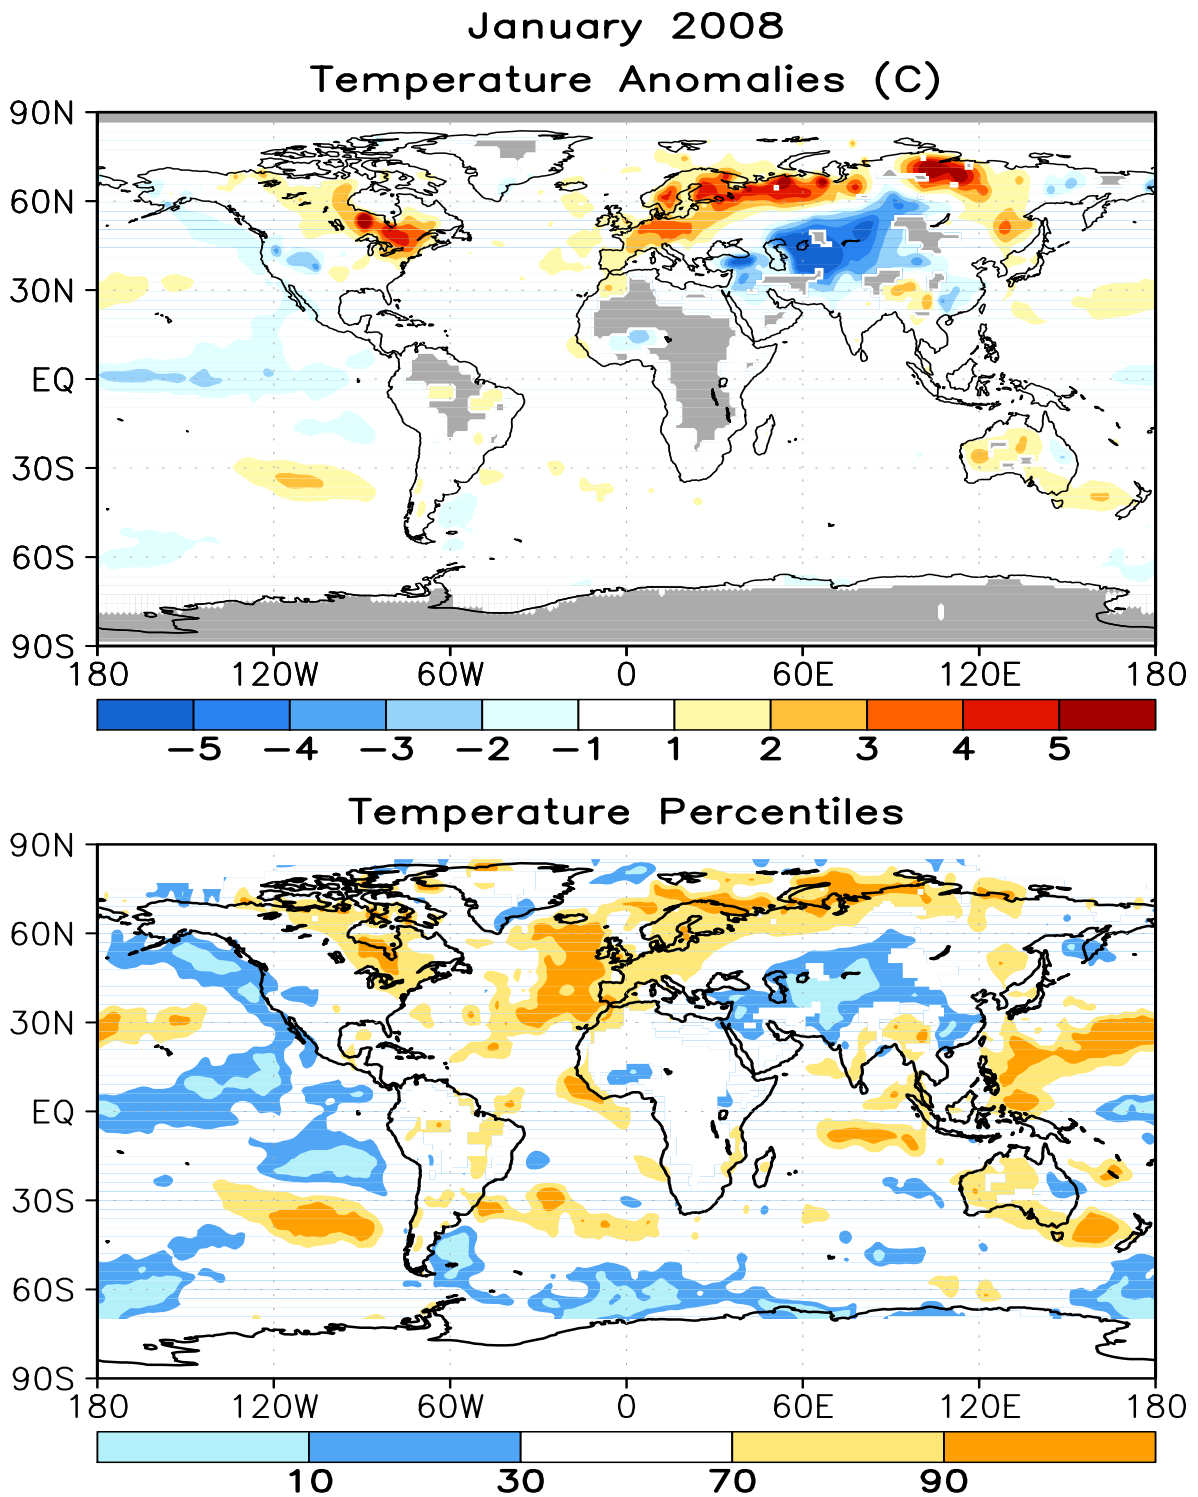 January 2008
Temperature Anomalies (C)
90N
60N
30N
EQ
30S
60S
90S
180 120W 60W 0 60E 120E 180
-5 -4 -3 -2 -1 1 2 3 4 5
Temperature Percentiles
90N
60N
30N
EQ
30S
60S
90S
180 120W 60W 0 60E 120E 180
10 30 70 90